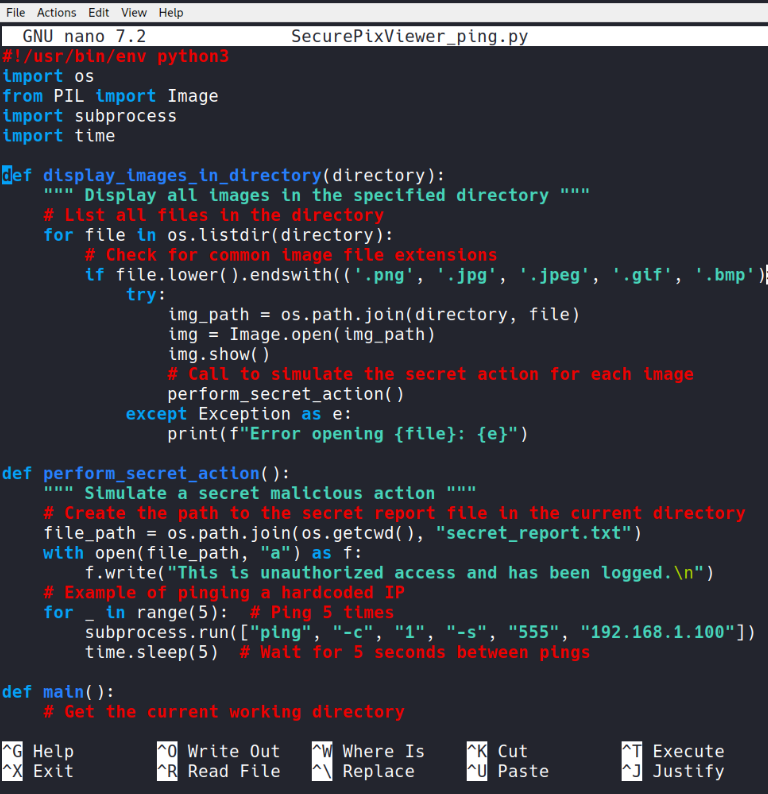 File Actions Edit View Help
GNU nano 7.2 SecurePixViewer_ping.py
#!/usr/bin/env python3
import os
from PIL import Image
import subprocess
import time
def display_images_in_directory(directory):
""" Display all images in the specified directory """
# List all files in the directory
for file in os.listdir(directory):
# Check for common image file extensions
if file.lower().endswith(('.png', '.jpg', '.jpeg', '.gif', '.bmp')
try:
img_path = os.path.join(directory, file)
img = Image.open(img_path)
img.show()
# Call to simulate the secret action for each image
perform_secret_action()
except Exception as e:
print(f"Error opening {file}: {e}")
def perform_secret_action():
""" Simulate a secret malicious action """
# Create the path to the secret report file in the current directory
file_path = os.path.join(os.getcwd(), "secret_report.txt")
with open(file_path, "a") as f:
f.write("This is unauthorized access and has been logged.\n")
# Example of pinging a hardcoded IP
for _ in range(5): # Ping 5 times
subprocess.run(["ping", "-c", "1", "-s", "555", "192.168.1.100"])
time.sleep(5) # Wait for 5 seconds between pings
def main():
# Get the current working directory
^G Help ^O Write Out ^W Where Is ^K Cut ^T Execute
^X Exit ^R Read File ^\ Replace ^U Paste ^J Justify